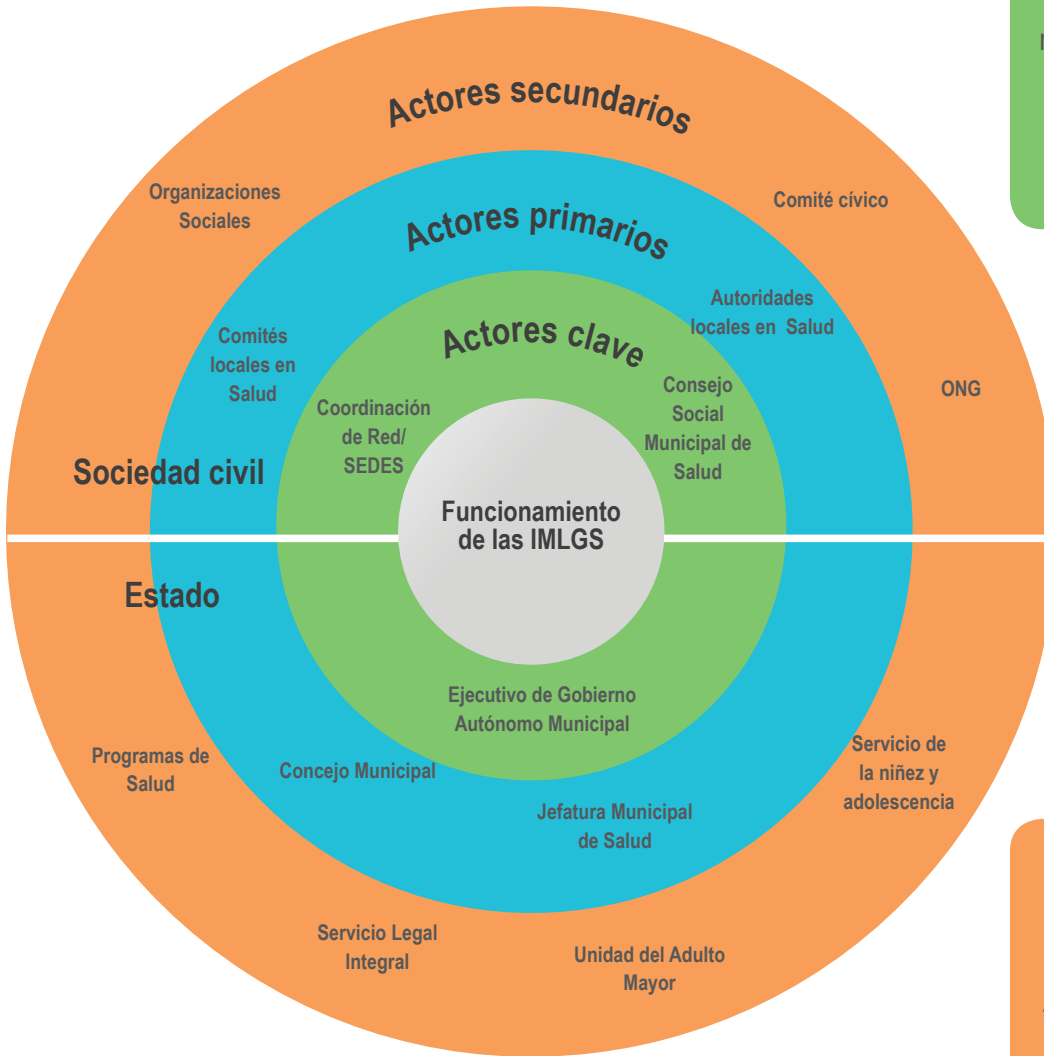 Actores secundarios
Organizaciones
Sociales
Comité cívico
Actores primarios
Autoridades
locales en Salud
Comités
locales en
Salud
Actores clave
ONG
Coordinación
de Red/
SEDES
Consejo
Social
Municipal de
Salud
Sociedad civil
Funcionamiento
de las IMLGS
Estado
Ejecutivo de Gobierno
Autónomo Municipal
Programas de
Salud
Concejo Municipal
Servicio de
la niñez y
adolescencia
Jefatura Municipal
de Salud
Servicio Legal
Integral
Unidad del Adulto
Mayor